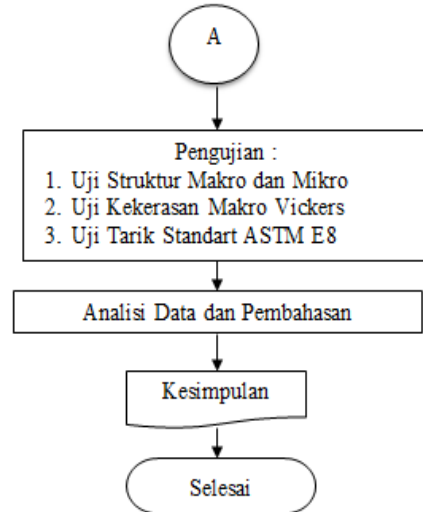 A
Pengujian :
1. Uji Struktur Makro dan Mikro
2. Uji Kekerasan Makro Vickers
3. Uji Tarik Standart ASTM E8
Analisi Data dan Pembahasan
Kesimpulan
Selesai